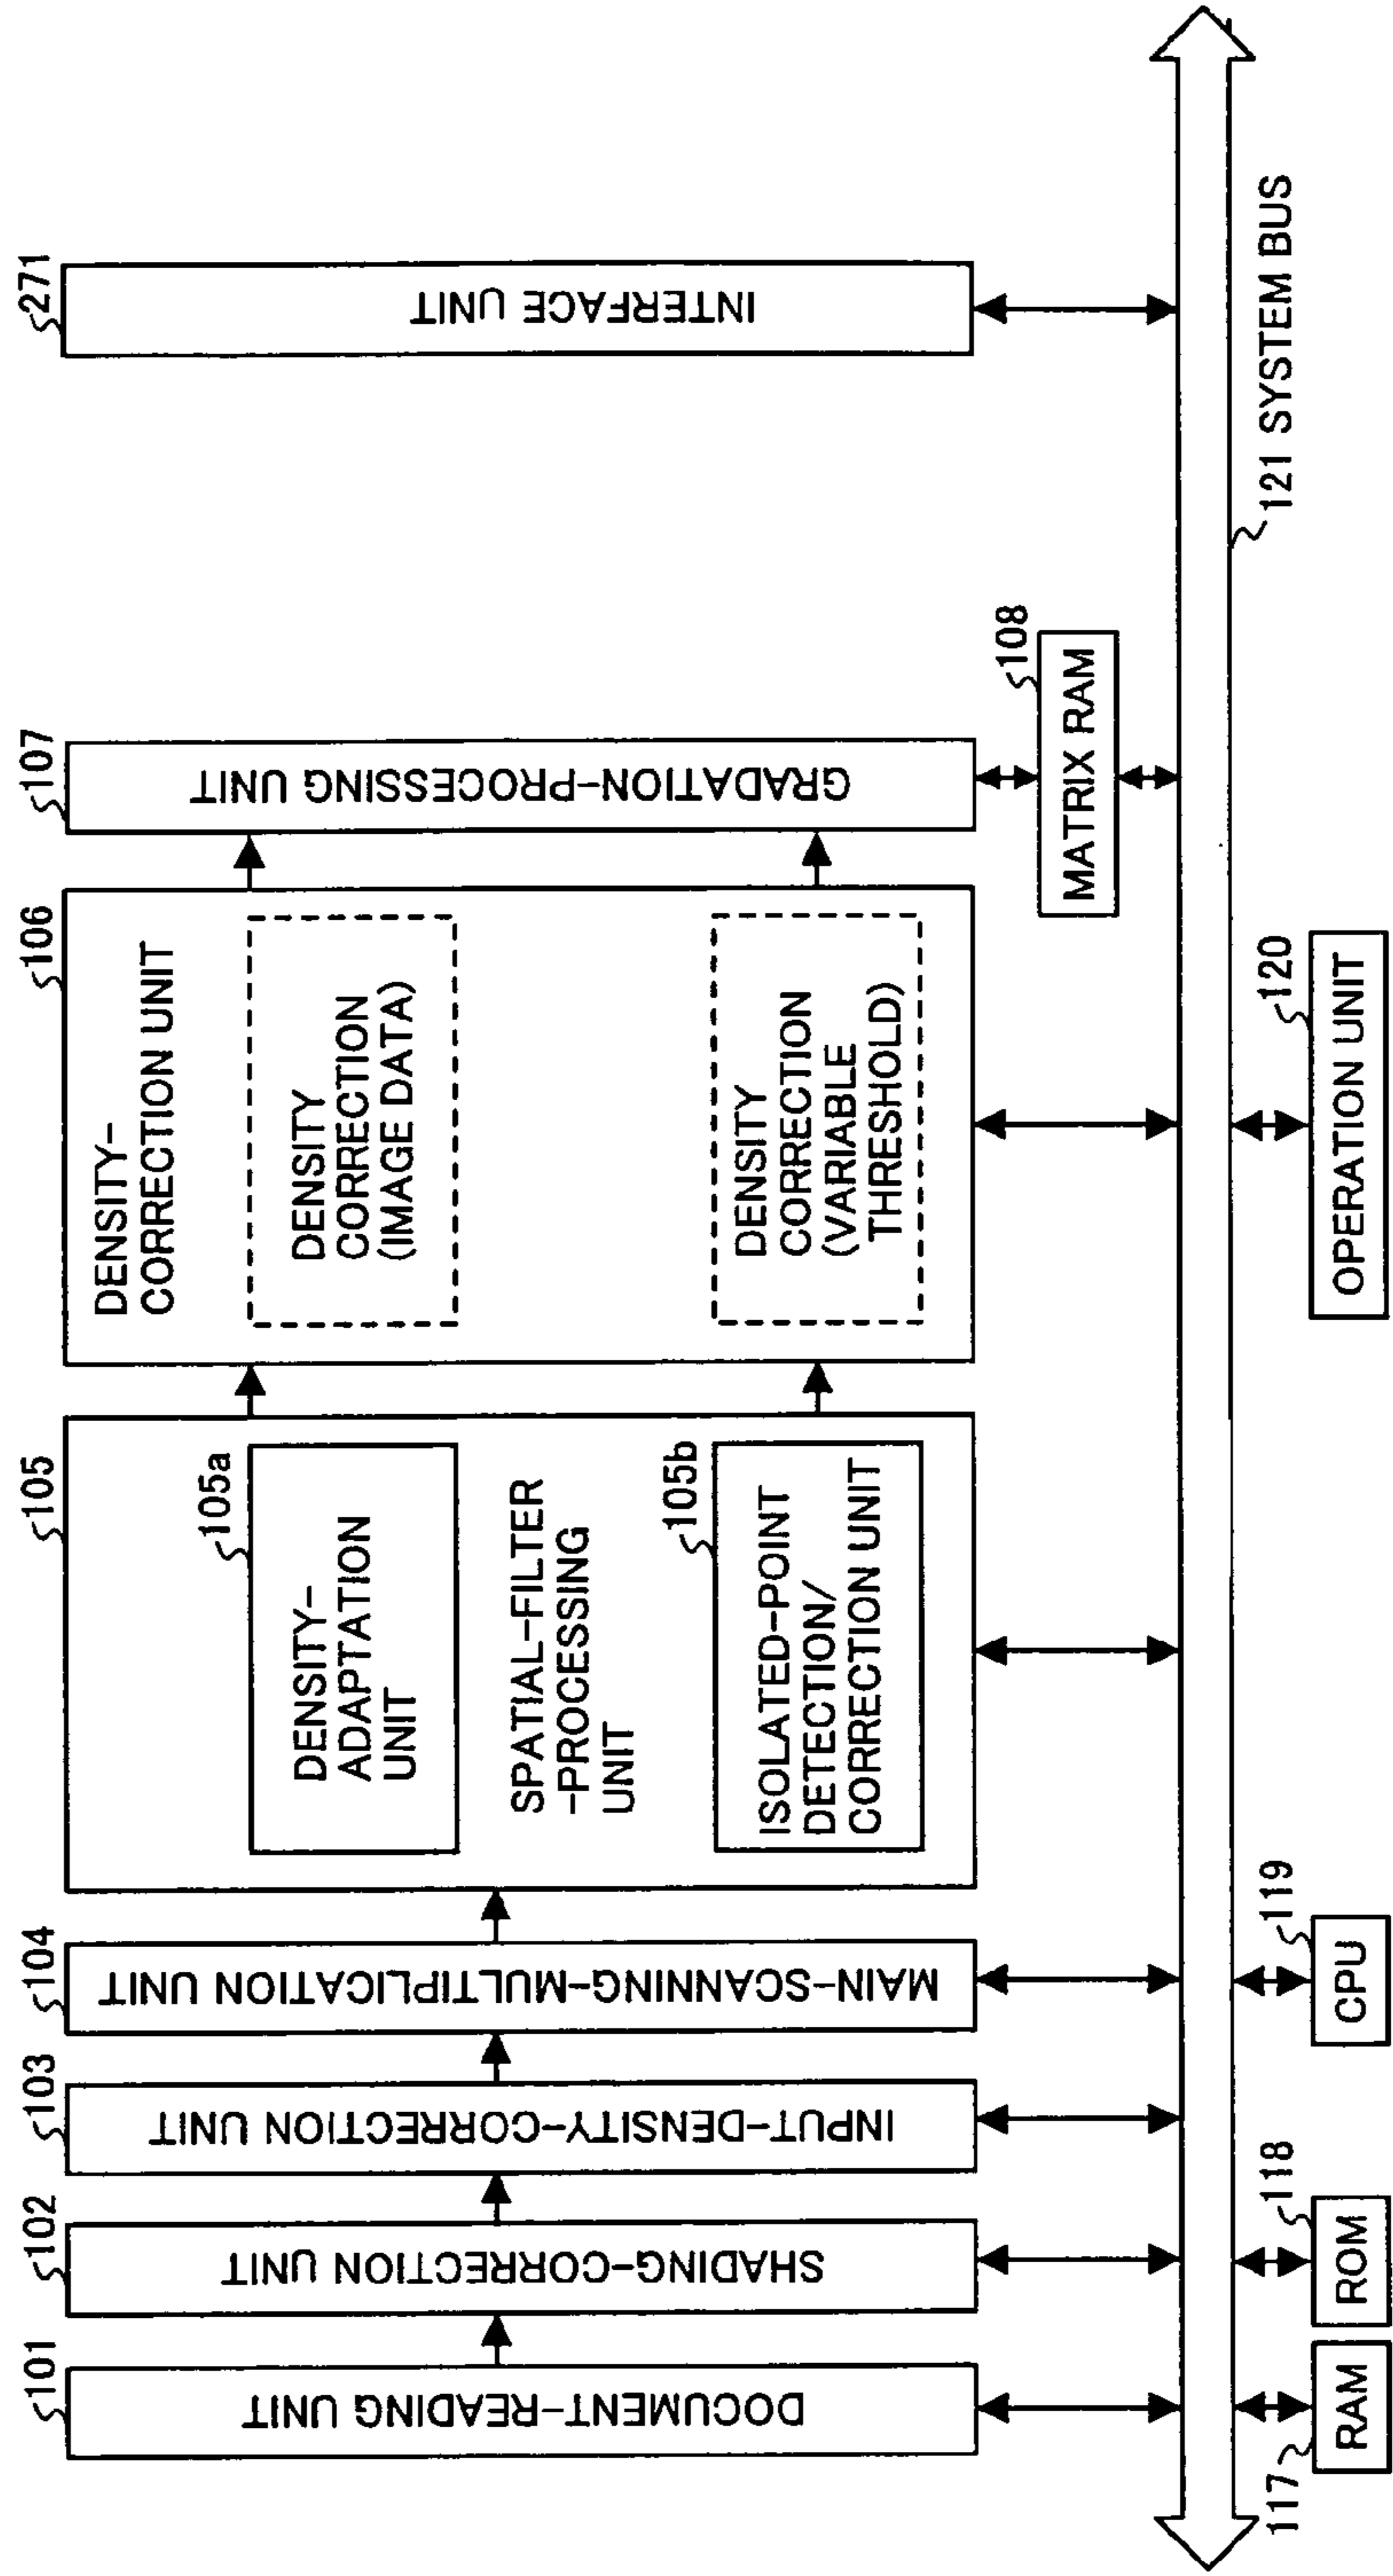 101
DOCUMENT-READING UNIT
102
SHADING-CORRECTION UNIT
103
INPUT-DENSITY-CORRECTION UNIT
104
MAIN-SCANNING-MULTIPLICATION UNIT
105
105a
DENSITY-
ADAPTATION
UNIT
SPATIAL-FILTER
-PROCESSING
UNIT
105b
ISOLATED-POINT
DETECTION/
CORRECTION UNIT
106
DENSITY-
CORRECTION UNIT
DENSITY
CORRECTION
(IMAGE DATA)
DENSITY
CORRECTION
(VARIABLE
THRESHOLD)
107
GRADATION-PROCESSING UNIT
108
MATRIX RAM
271
INTERFACE UNIT
121 SYSTEM BUS
117
RAM
118
ROM
119
CPU
120
OPERATION UNIT